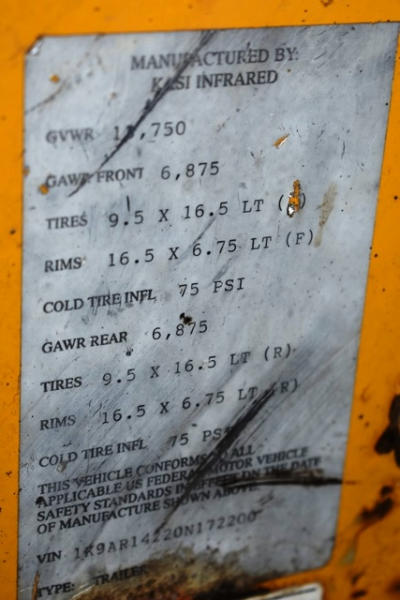 MANUFACTURED BY:
KASI INFRARED
GVWR 13,750
GAWR FRONT 6,875
TIRES 9.5 X 16.5 LT (
RIMS 16.5 X 6.75 LT (F)
COLD TIRE INFL 75 PSI
GAWR REAR 6,875
TIRES 9.5 X 16.5 LT (R)
RIMS 16.5 X 6.75 LT (R)
COLD TIRE INFL 75 PSI
THIS VEHICLE CONFORMS TO ALL
APPLICABLE US FEDERAL MOTOR VEHICLE
SAFETY STANDARDS IN EFFECT ON THE DATE
OF MANUFACTURE SHOWN ABOVE
VIN 1K9AR14220N172200
TYPE: TRAILER